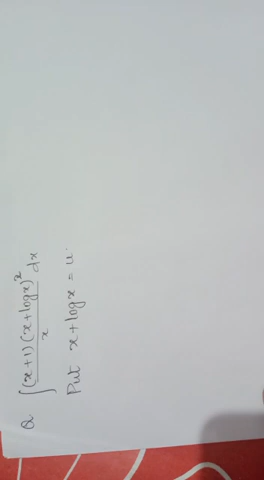 Q. ∫ (x+1)(x+logx)² / x dx
Put x+logx = u.